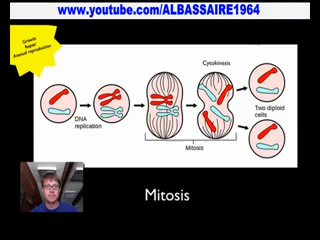 www.youtube.com/ALBASSAIRE1964
Growth
Repair
Asexual reproduction
Cytokinesis
DNA
replication
Mitosis
Two diploid
cells
Mitosis